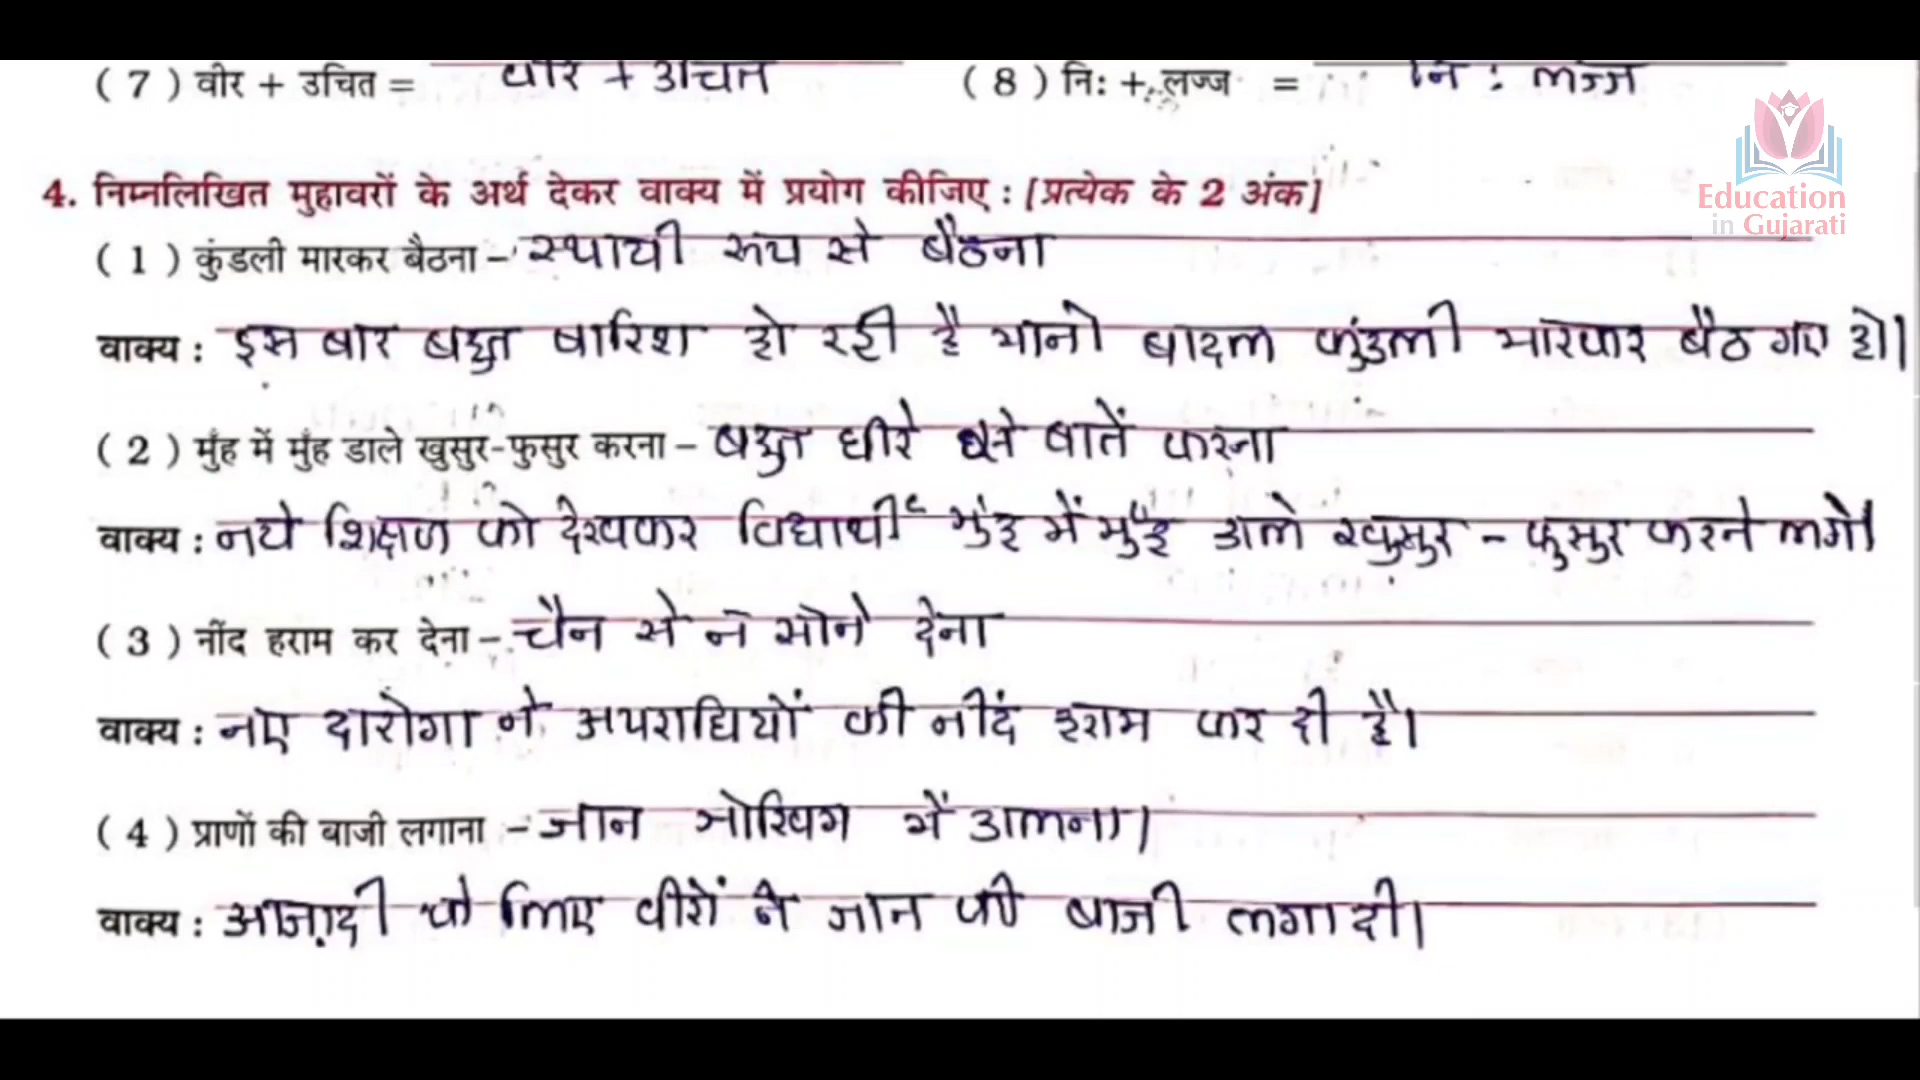 ( 7 ) वीर + उचित = वीर + उचित ( 8 ) नि: + लज्ज = नि : लज्ज
Education
in Gujarati
4. निम्नलिखित मुहावरों के अर्थ देकर वाक्य में प्रयोग कीजिए : [प्रत्येक के 2 अंक]
( 1 ) कुंडली मारकर बैठना – स्थायी रूप से बैठना
वाक्य : इस बार बहुत बारिश हो रही है मानो बादल कुंडली मारकर बैठ गए हो।
( 2 ) मुंह में मुंह डाले खुसुर-फुसुर करना – बहुत धीरे से बातें करना
वाक्य : नये शिक्षक को देखकर विद्यार्थी मुंह में मुंह डाले खुसुर - फुसुर करने लगे।
( 3 ) नींद हराम कर देना – चैन से न सोने देना
वाक्य : नए दारोगा ने अपराधियों की नीदं हराम कर दी है।
( 4 ) प्राणों की बाजी लगाना – जान जोखिम में डालना।
वाक्य : आज़ादी के लिए वीरों ने जान की बाजी लगा दी।